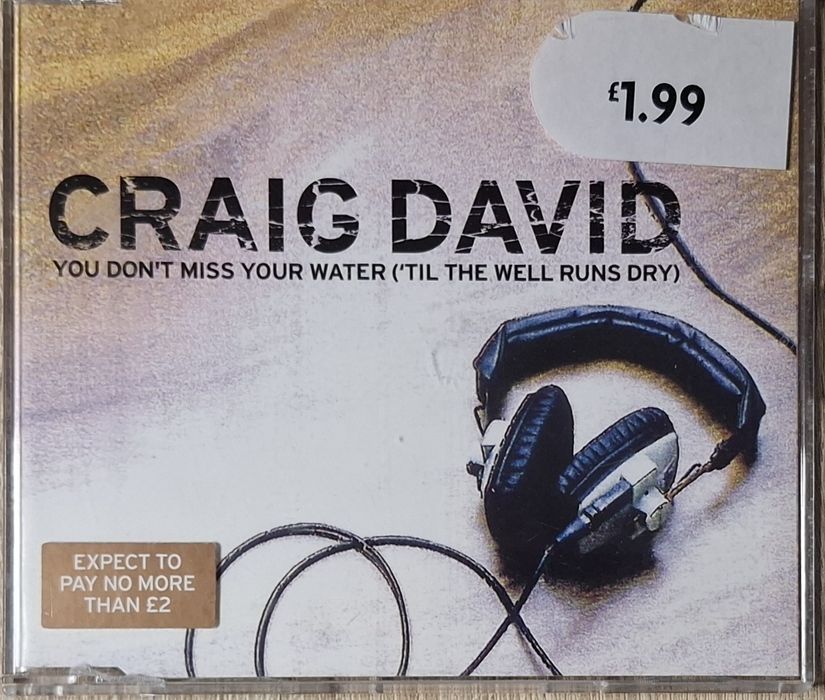 £1.99
CRAIG DAVID
YOU DON'T MISS YOUR WATER ('TIL THE WELL RUNS DRY)
EXPECT TO
PAY NO MORE
THAN £2